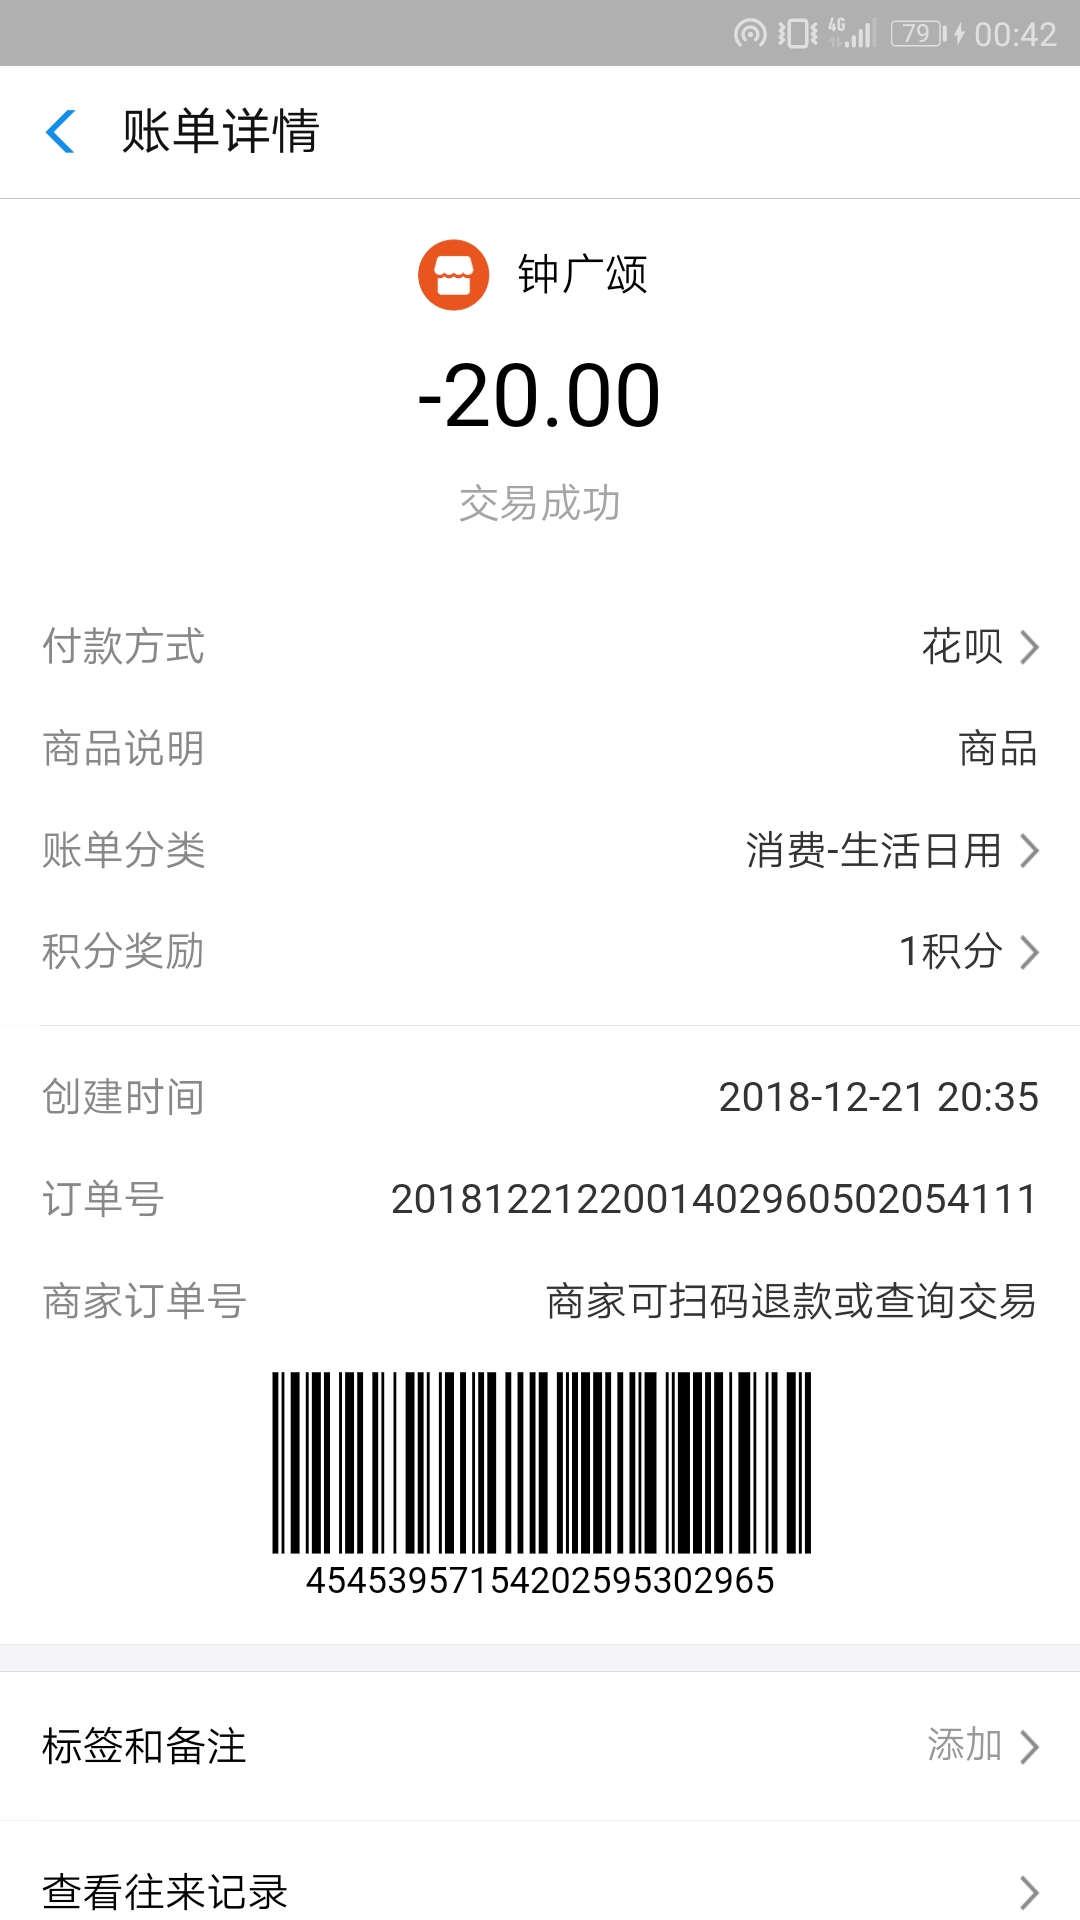 4G 79 00:42
账单详情
钟广颂
-20.00
交易成功
付款方式 花呗
商品说明 商品
账单分类 消费-生活日用
积分奖励 1积分
创建时间 2018-12-21 20:35
订单号 2018122122001402960502054111
商家订单号 商家可扫码退款或查询交易
454539571542025953​02965
标签和备注 添加
查看往来记录